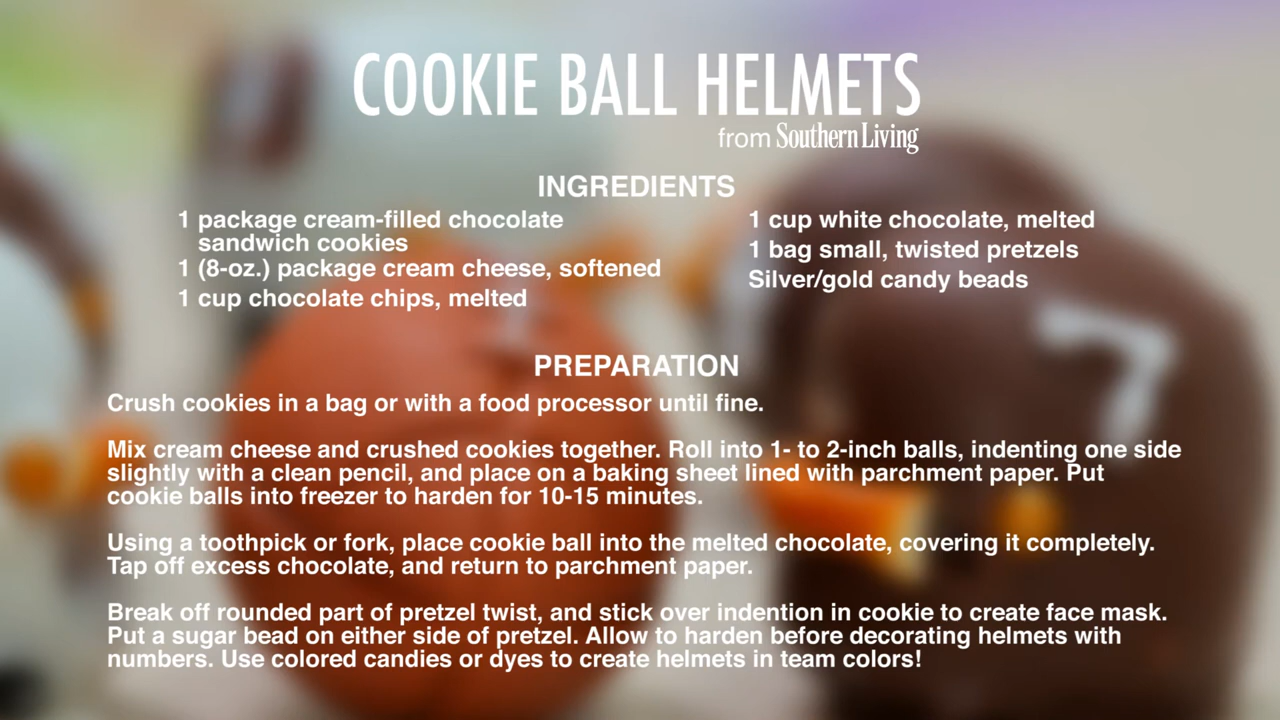 COOKIE BALL HELMETS
from Southern Living
INGREDIENTS
1 package cream-filled chocolate
sandwich cookies
1 (8-oz.) package cream cheese, softened
1 cup chocolate chips, melted
1 cup white chocolate, melted
1 bag small, twisted pretzels
Silver/gold candy beads
PREPARATION
Crush cookies in a bag or with a food processor until fine.
Mix cream cheese and crushed cookies together. Roll into 1- to 2-inch balls, indenting one side
slightly with a clean pencil, and place on a baking sheet lined with parchment paper. Put
cookie balls into freezer to harden for 10-15 minutes.
Using a toothpick or fork, place cookie ball into the melted chocolate, covering it completely.
Tap off excess chocolate, and return to parchment paper.
Break off rounded part of pretzel twist, and stick over indention in cookie to create face mask.
Put a sugar bead on either side of pretzel. Allow to harden before decorating helmets with
numbers. Use colored candies or dyes to create helmets in team colors!
7